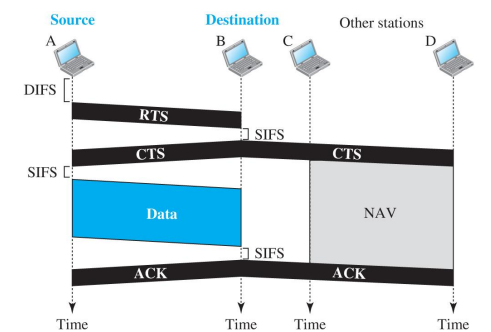 Source Destination Other stations
A B C D
DIFS
RTS
SIFS
CTS CTS
SIFS
Data NAV
SIFS
ACK ACK
Time Time Time Time